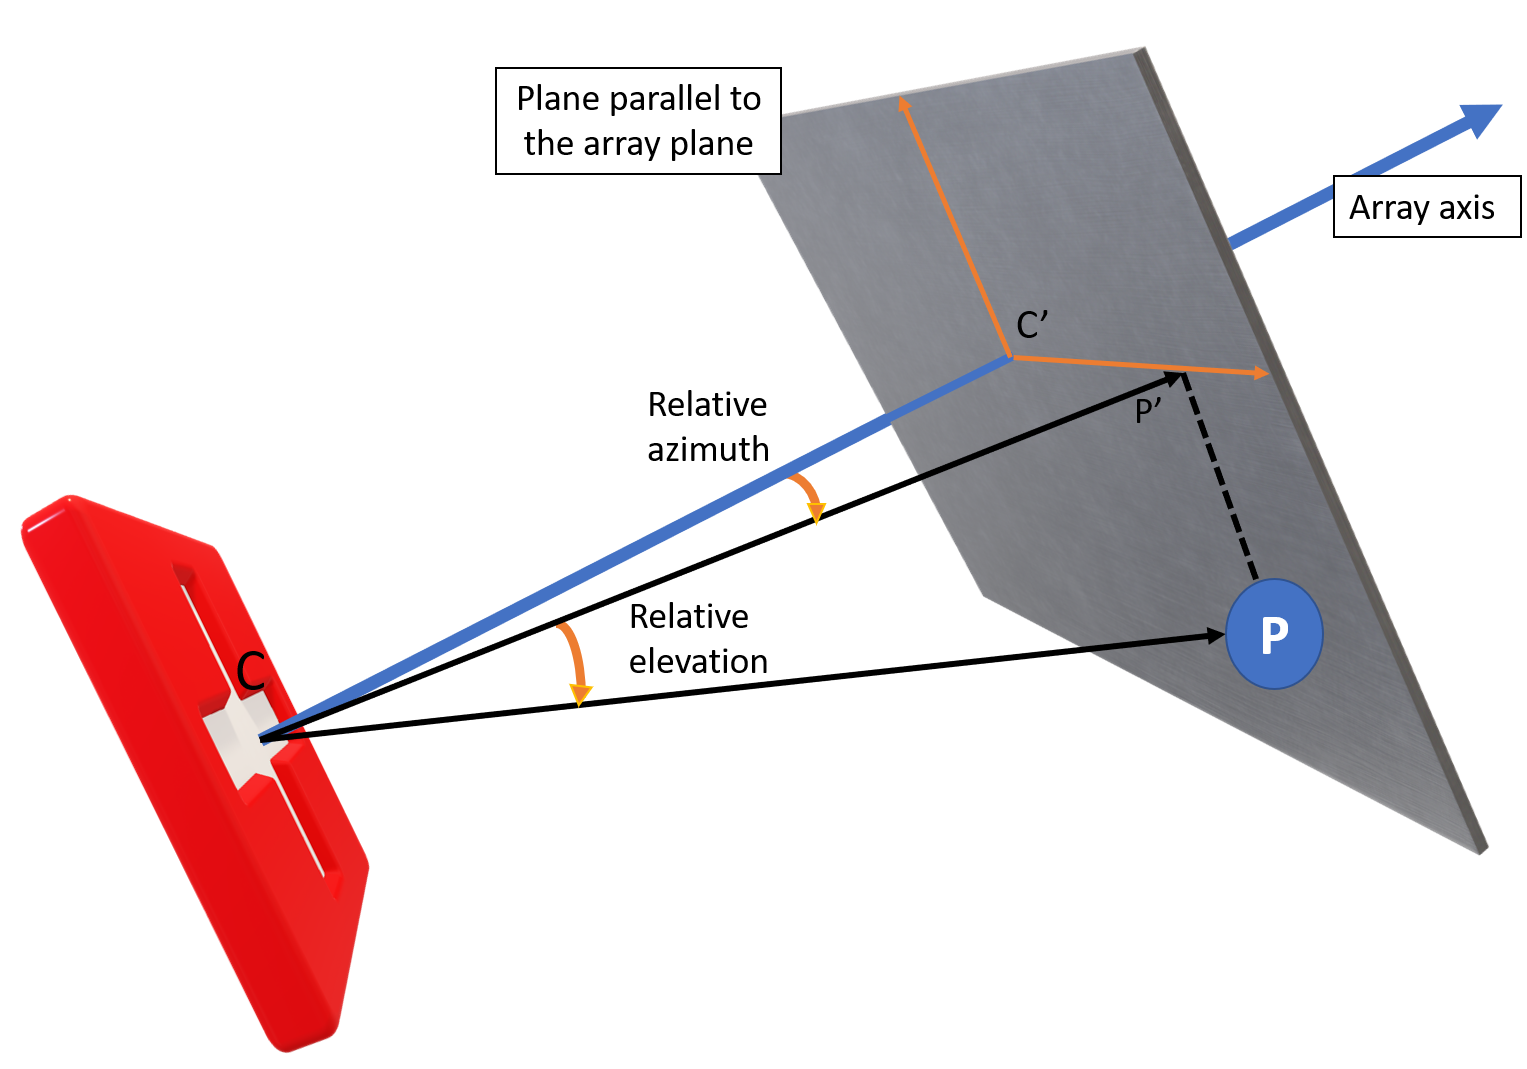 Plane parallel to
the array plane
Array axis
C’
Relative
azimuth
P’
Relative
elevation
P
C